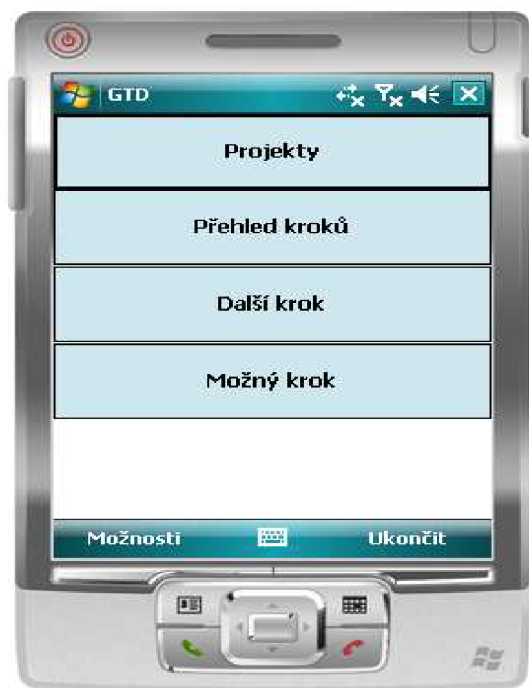 GTD
Projekty
Přehled kroků
Další krok
Možný krok
Možnosti
Ukončit